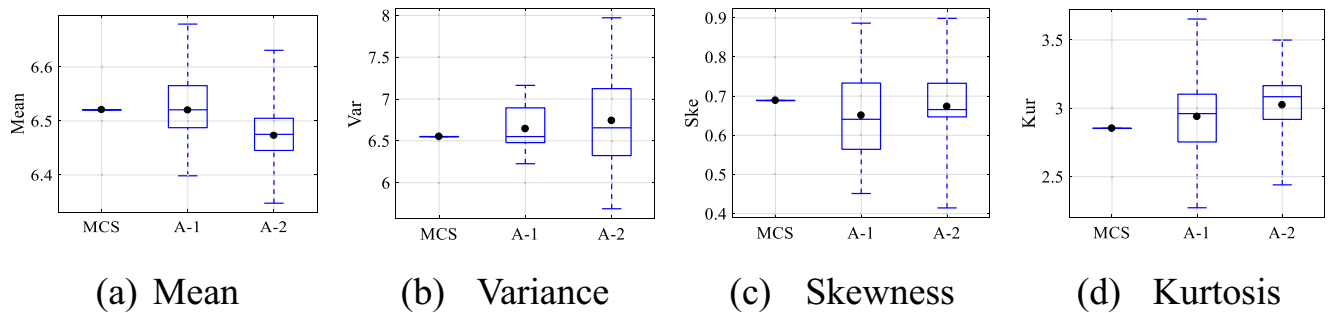 Mean
6.6
6.5
6.4
MCS A-1 A-2
(a) Mean
Var
8
7.5
7
6.5
6
MCS A-1 A-2
(b) Variance
Ske
0.9
0.8
0.7
0.6
0.5
0.4
MCS A-1 A-2
(c) Skewness
Kur
3.5
3
2.5
MCS A-1 A-2
(d) Kurtosis